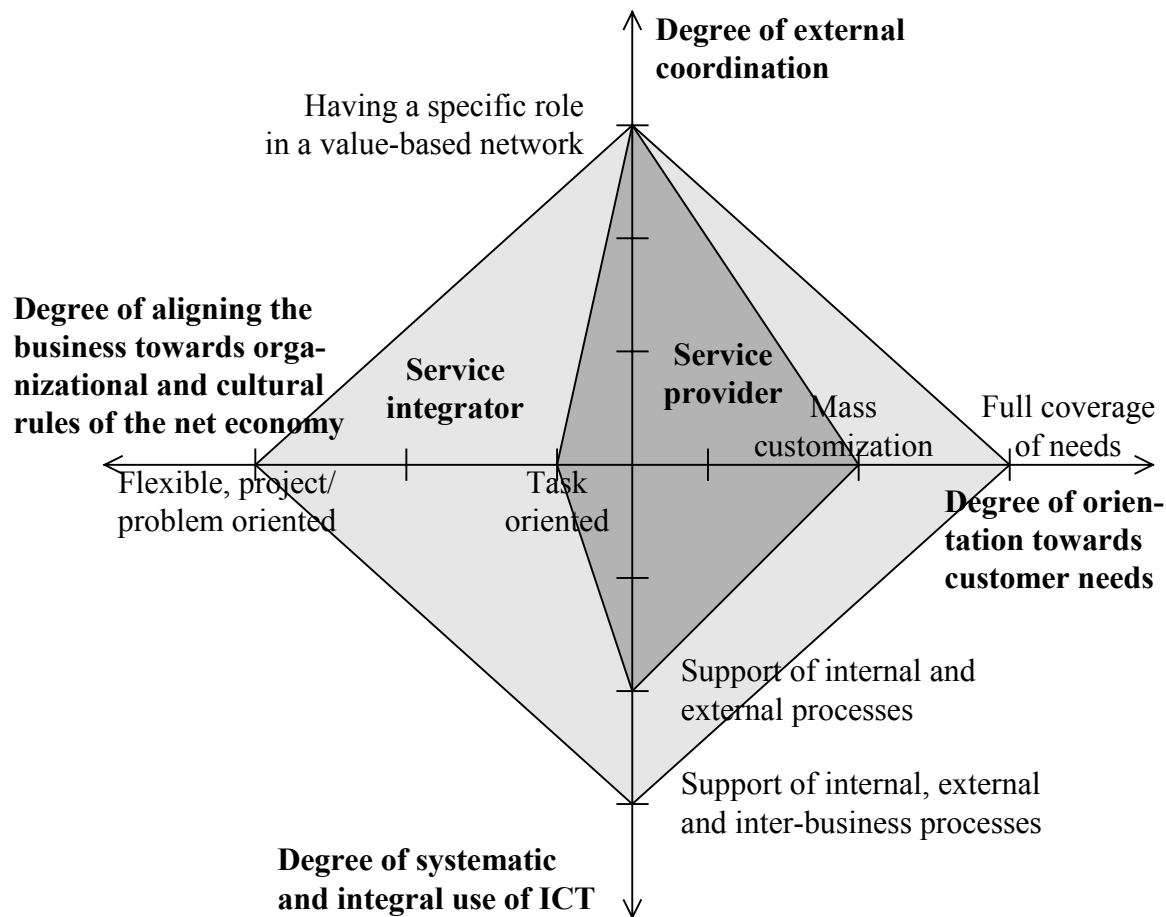 Degree of external
coordination
Having a specific role
in a value-based network
Degree of aligning the
business towards orga-
nizational and cultural
rules of the net economy
Service
integrator
Service
provider
Mass
customization
Full coverage
of needs
Flexible, project/
problem oriented
Task
oriented
Degree of orien-
tation towards
customer needs
Support of internal and
external processes
Support of internal, external
and inter-business processes
Degree of systematic
and integral use of ICT